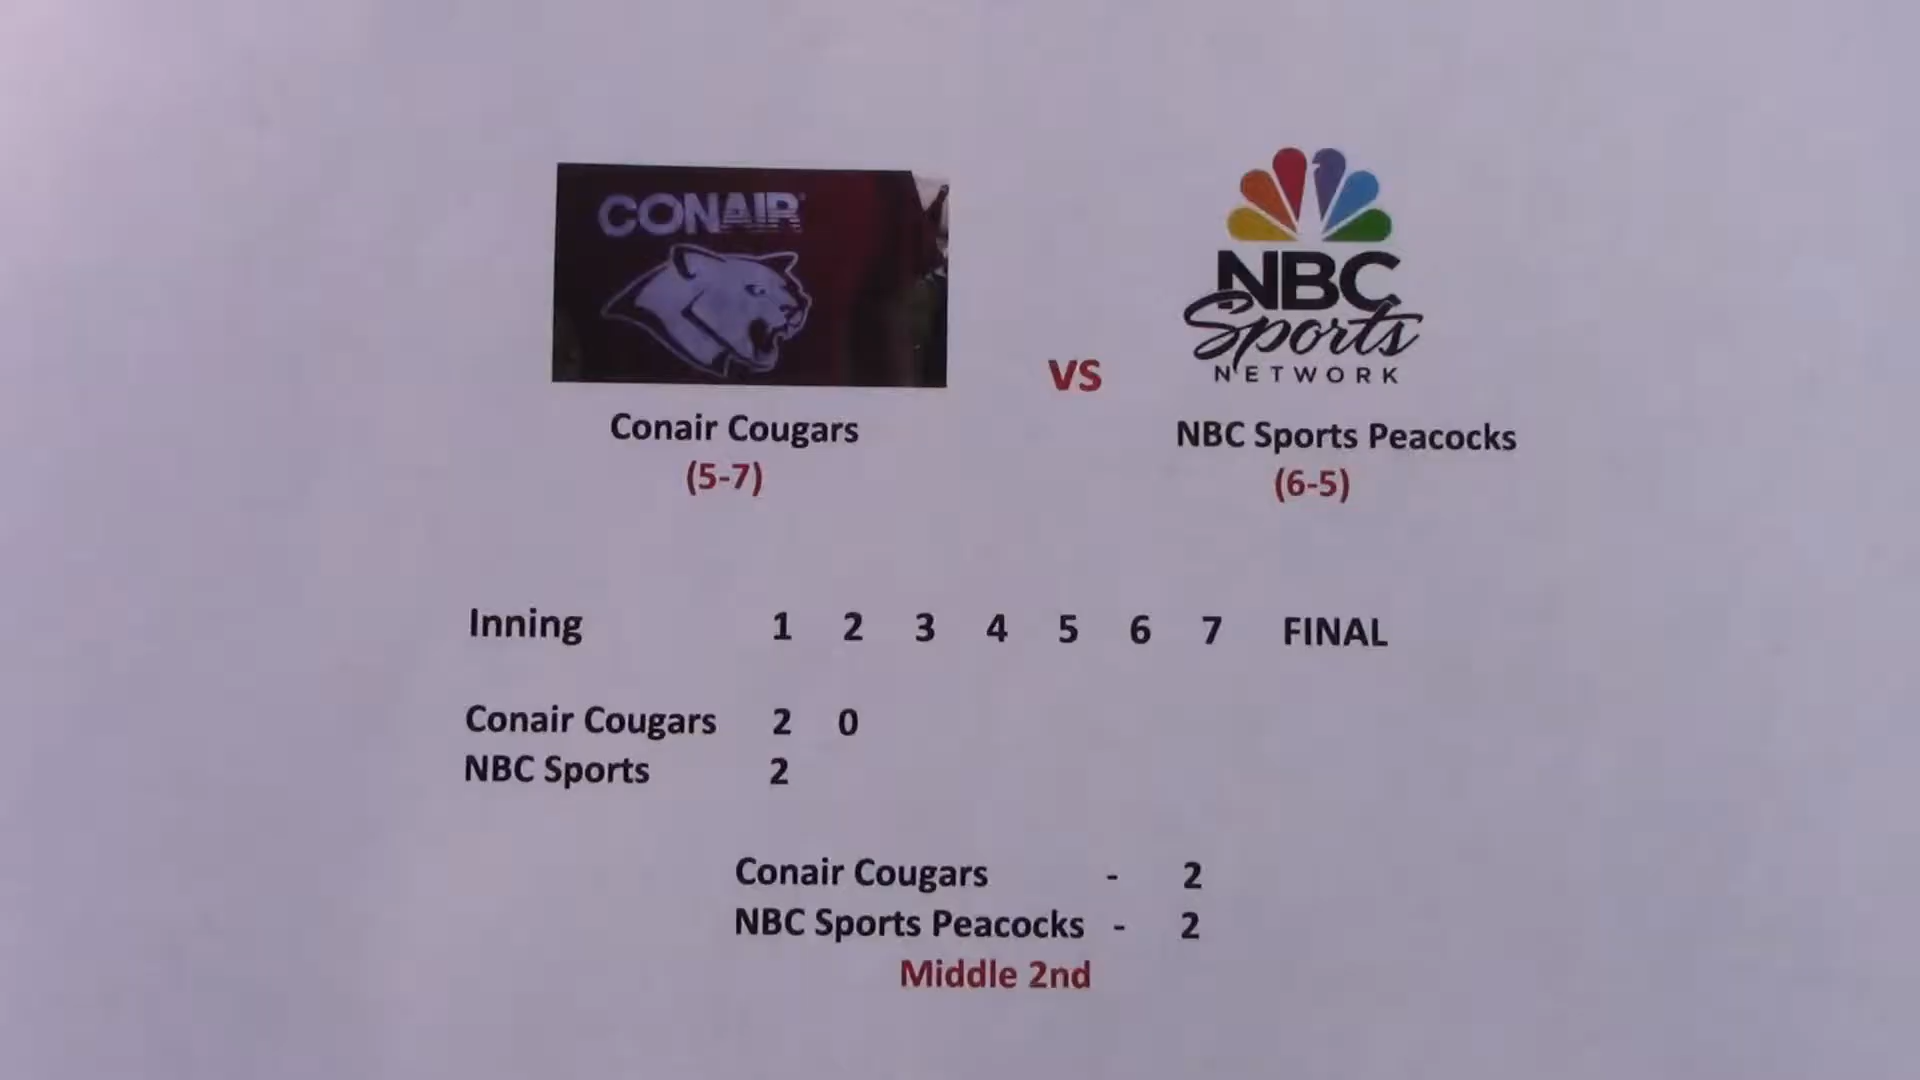 CONAIR
NBC
Sports
NETWORK
VS
Conair Cougars
(5-7)
NBC Sports Peacocks
(6-5)
Inning 1 2 3 4 5 6 7 FINAL
Conair Cougars 2 0
NBC Sports 2
Conair Cougars - 2
NBC Sports Peacocks - 2
Middle 2nd